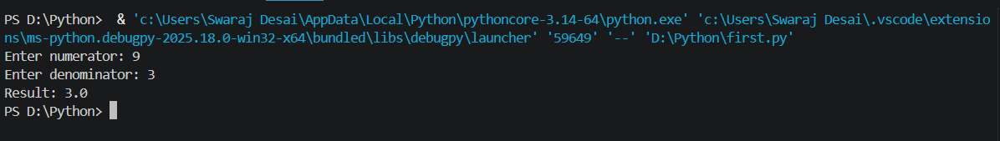 PS D:\Python>  & 'c:\Users\Swaraj Desai\AppData\Local\Python\pythoncore-3.14-64\python.exe' 'c:\Users\Swaraj Desai\.vscode\extensio
ns\ms-python.debugpy-2025.18.0-win32-x64\bundled\libs\debugpy\launcher' '59649' '--' 'D:\Python\first.py'
Enter numerator: 9
Enter denominator: 3
Result: 3.0
PS D:\Python>